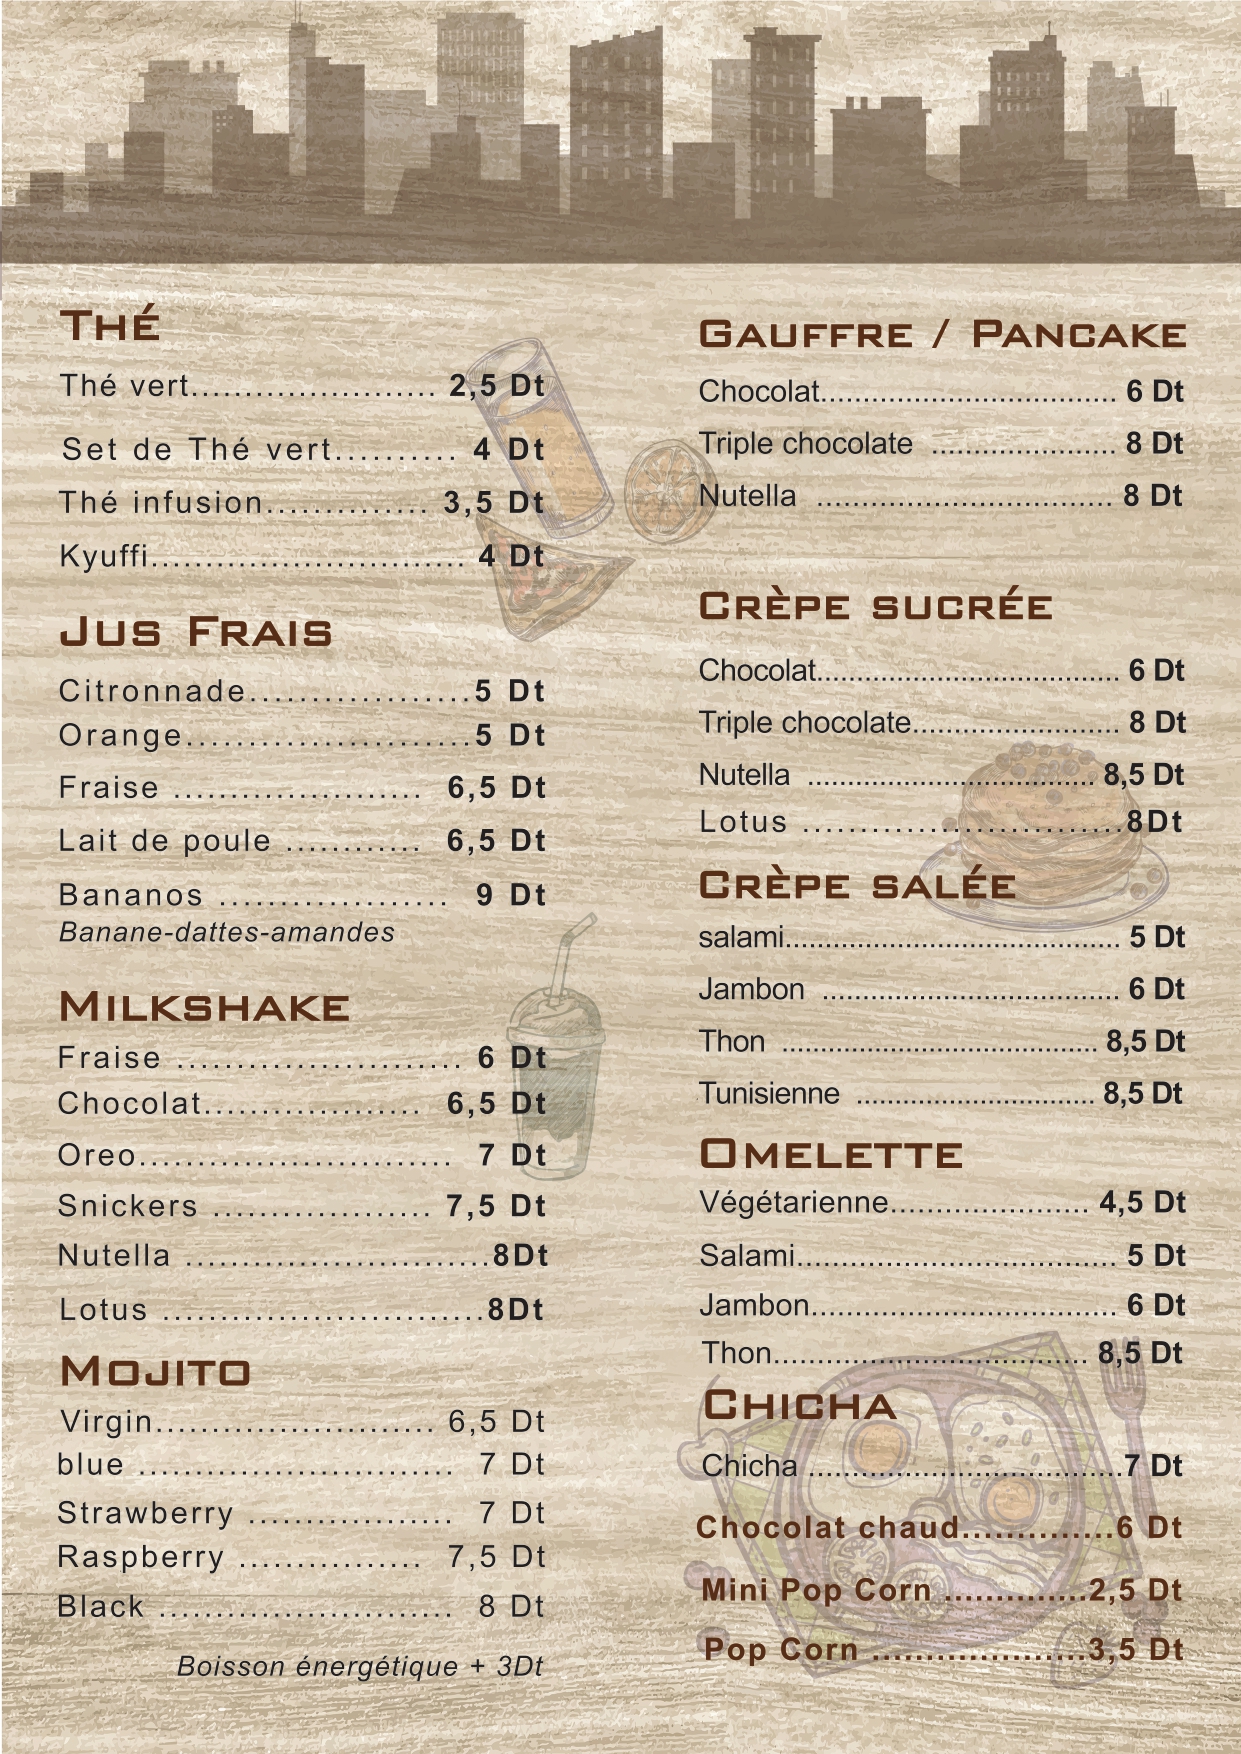 THÉ
Thé vert....................... 2,5 Dt
Set de Thé vert.......... 4 Dt
Thé infusion.............. 3,5 Dt
Kyuffi............................ 4 Dt
JUS FRAIS
Citronnade..................5 Dt
Orange.......................5 Dt
Fraise ...................... 6,5 Dt
Lait de poule ............ 6,5 Dt
Bananos ................... 9 Dt
Banane-dattes-amandes
MILKSHAKE
Fraise ........................ 6 Dt
Chocolat................... 6,5 Dt
Oreo........................... 7 Dt
Snickers ................... 7,5 Dt
Nutella ..........................8Dt
Lotus ............................8Dt
MOJITO
Virgin......................... 6,5 Dt
blue ............................ 7 Dt
Strawberry .................. 7 Dt
Raspberry ................ 7,5 Dt
Black .......................... 8 Dt
Boisson énergétique + 3Dt
GAUFFRE / PANCAKE
Chocolat................................... 6 Dt
Triple chocolate ...................... 8 Dt
Nutella ................................. 8 Dt
CRÈPE SUCRÉE
Chocolat.................................... 6 Dt
Triple chocolate......................... 8 Dt
Nutella .................................. 8,5 Dt
Lotus ............................8Dt
CRÈPE SALÉE
salami........................................ 5 Dt
Jambon .................................... 6 Dt
Thon ....................................... 8,5 Dt
Tunisienne ............................. 8,5 Dt
OMELETTE
Végétarienne...................... 4,5 Dt
Salami.................................... 5 Dt
Jambon................................... 6 Dt
Thon.................................... 8,5 Dt
CHICHA
Chicha ...................................7 Dt
Chocolat chaud..............6 Dt
Mini Pop Corn ..............2,5 Dt
Pop Corn ....................3,5 Dt